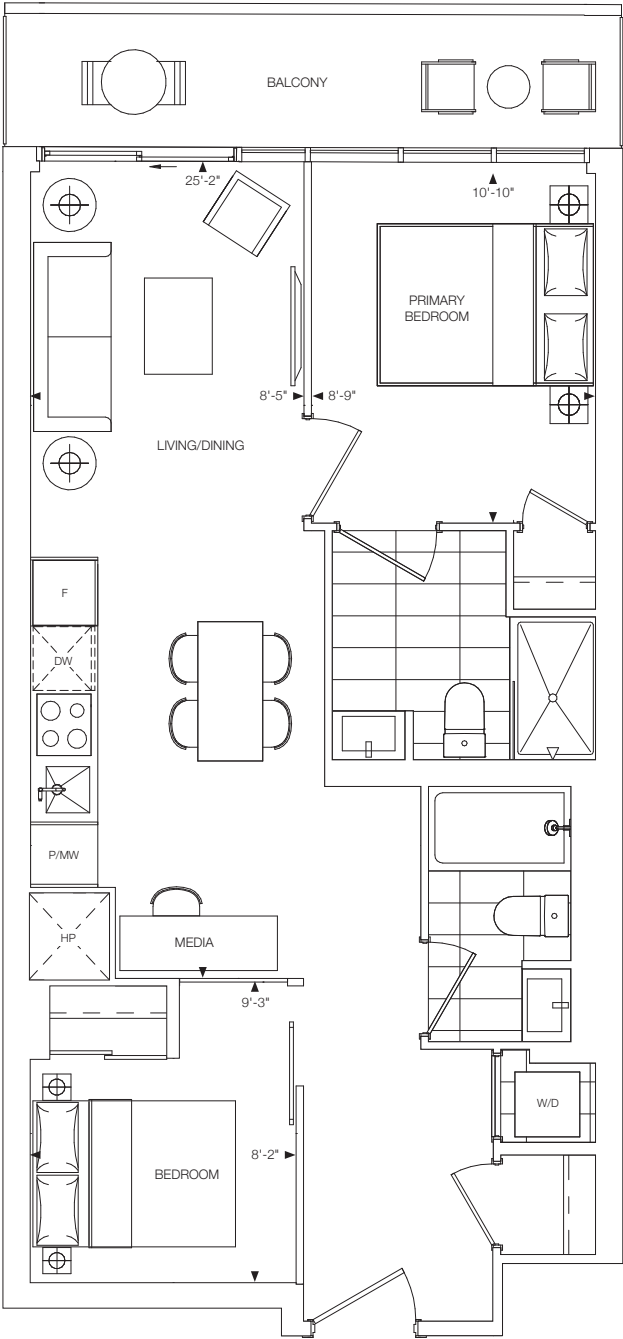 BALCONY
25'-2"
10'-10"
PRIMARY
BEDROOM
8'-5"
8'-9"
LIVING/DINING
F
DW
P/MW
HP
MEDIA
9'-3"
W/D
8'-2"
BEDROOM